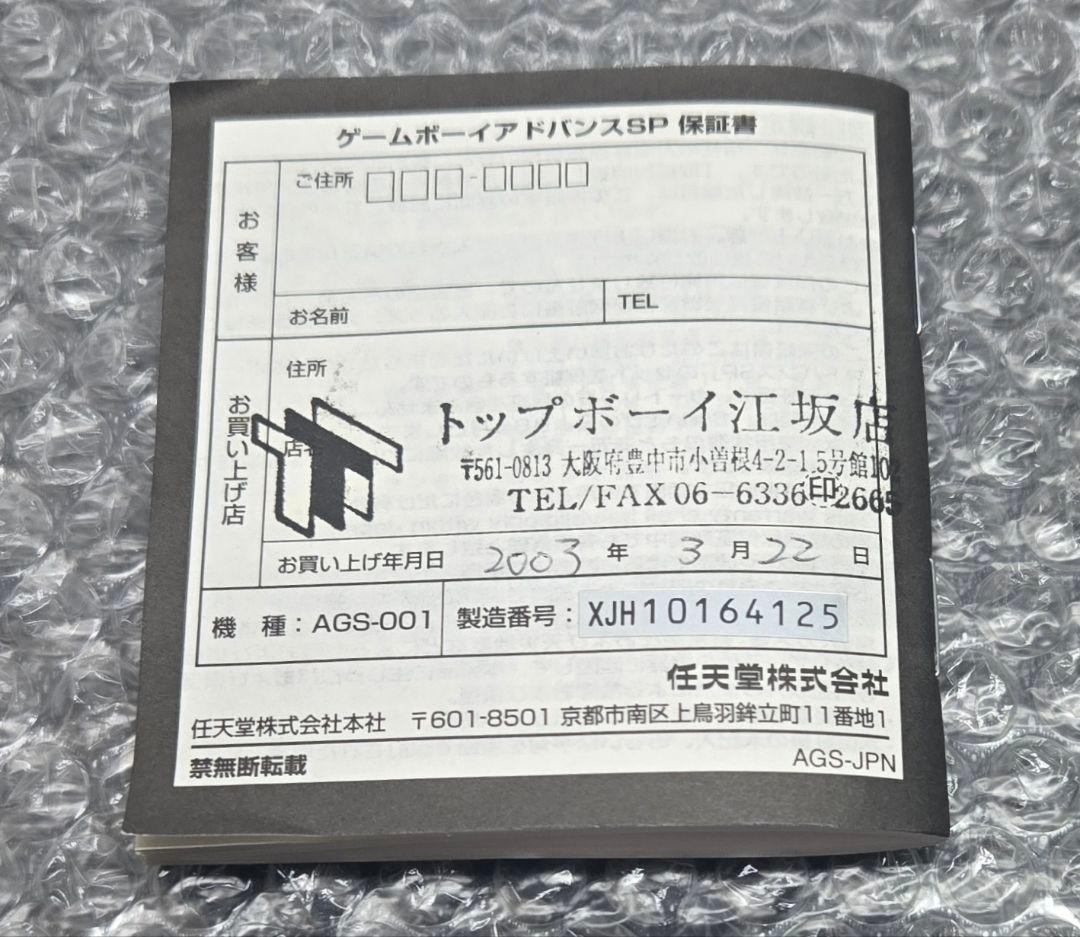 ゲームボーイアドバンスSP 保証書
お客様
ご住所 □□□-□□□□
お名前
TEL
お買い上げ店
住所
店
トップボーイ江坂店
〒561-0813 大阪府豊中市小曽根4-2-1 5号館102
TEL/FAX 06-6336-2665
印
お買い上げ年月日 2003 年 3 月 22 日
機 種:AGS-001 製造番号:XJH10164125
任天堂株式会社
任天堂株式会社本社 〒601-8501 京都市南区上鳥羽鉾立町11番地1
禁無断転載
AGS-JPN